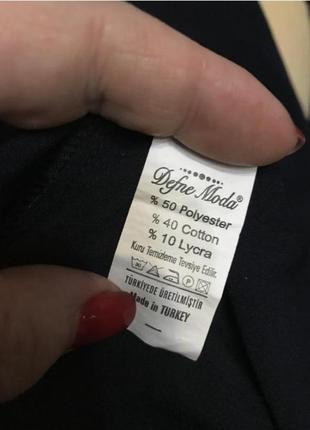 Defne Moda®
% 50 Polyester
% 40 Cotton
% 10 Lycra
Kuru Temizleme Tavsiye Edilir.
TÜRKİYEDE ÜRETİLMİŞTİR
Made in TURKEY